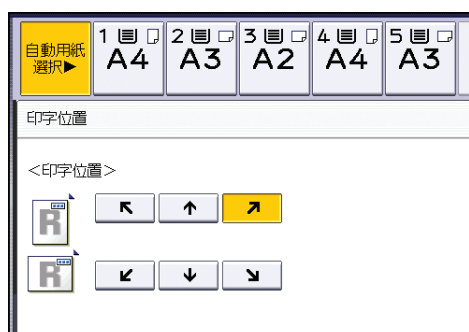 自動用紙
選択▶
1 A4
2 A3
3 A2
4 A4
5 A3
印字位置
<印字位置>
R
↖ ↑ ↗
R
↙ ↓ ↘